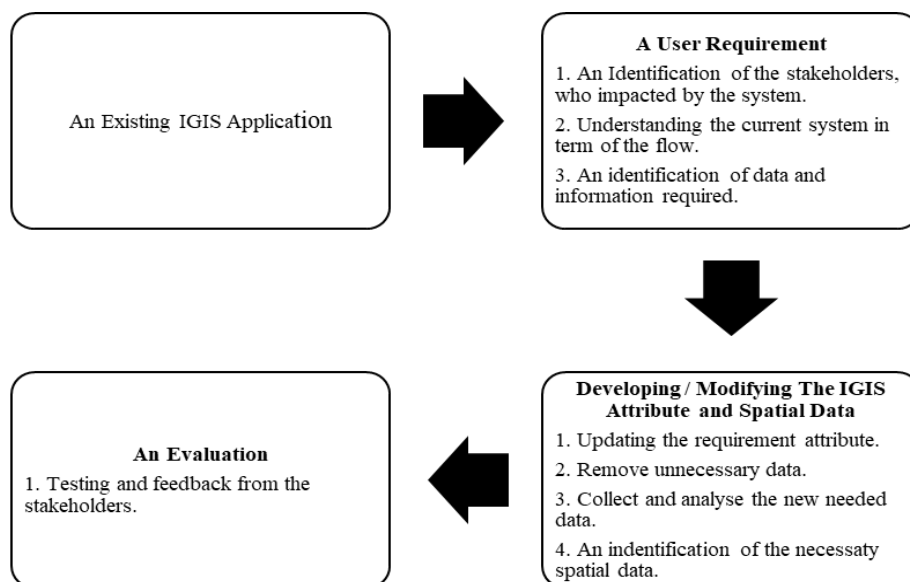 An Existing IGIS Application
A User Requirement
1. An Identification of the stakeholders,
who impacted by the system.
2. Understanding the current system in
term of the flow.
3. An identification of data and
information required.
Developing / Modifying The IGIS
Attribute and Spatial Data
1. Updating the requirement attribute.
2. Remove unnecessary data.
3. Collect and analyse the new needed
data.
4. An indentification of the necessaty
spatial data.
An Evaluation
1. Testing and feedback from the
stakeholders.